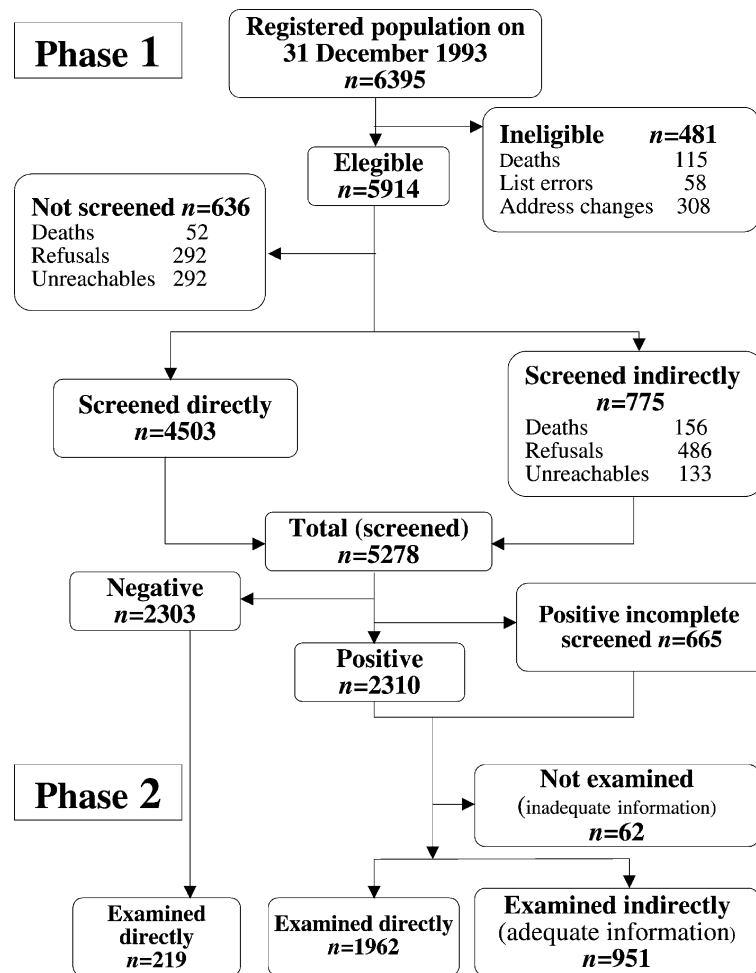 Phase 1
Registered population on
31 December 1993
n=6395
Ineligible n=481
Deaths 115
List errors 58
Address changes 308
Elegible
n=5914
Not screened n=636
Deaths 52
Refusals 292
Unreachables 292
Screened directly
n=4503
Screened indirectly
n=775
Deaths 156
Refusals 486
Unreachables 133
Total (screened)
n=5278
Negative
n=2303
Positive incomplete
screened n=665
Positive
n=2310
Phase 2
Not examined
(inadequate information)
n=62
Examined
directly
n=219
Examined directly
n=1962
Examined indirectly
(adequate information)
n=951